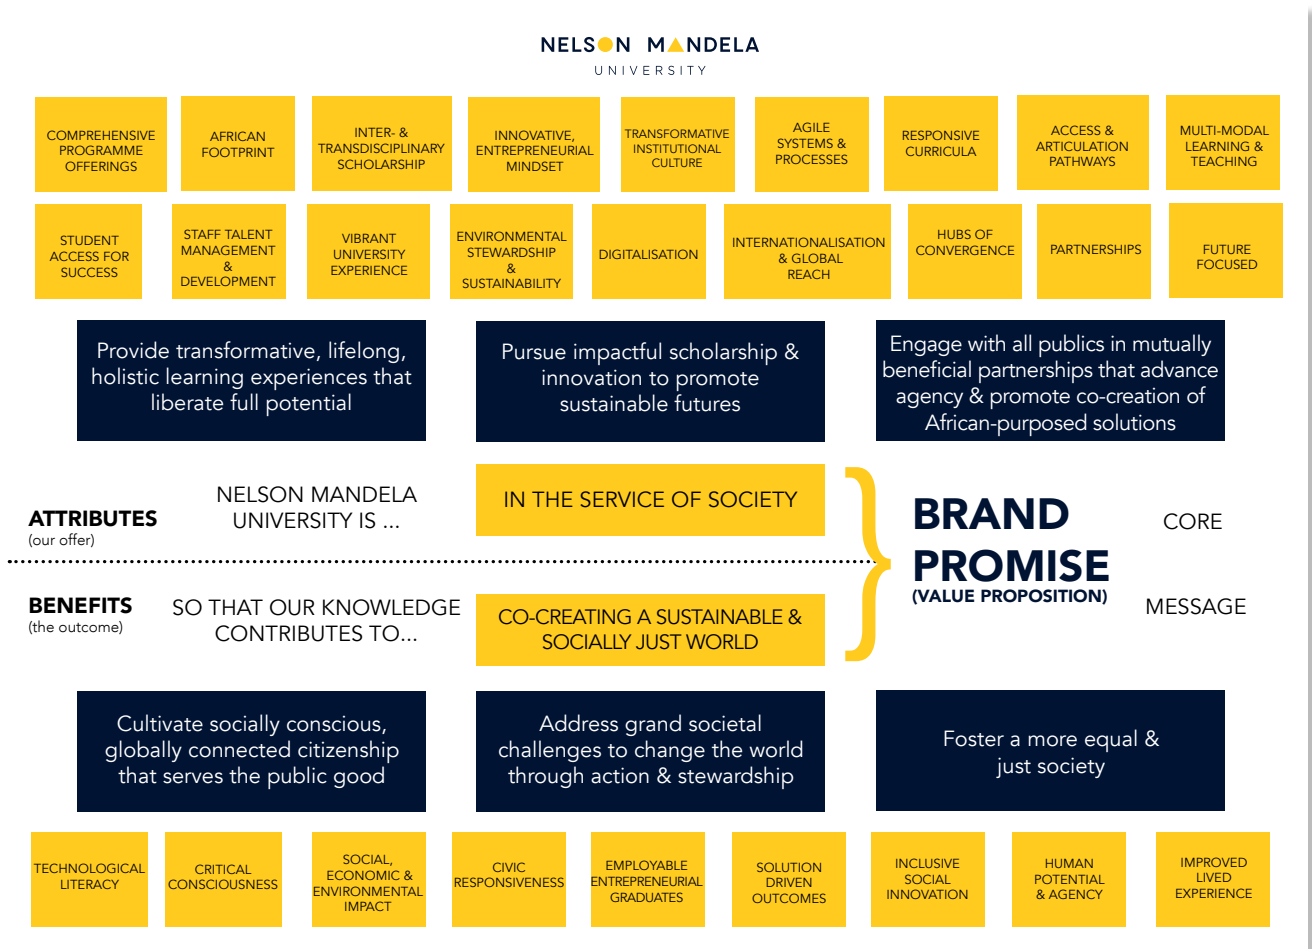 NELSON MANDELA
UNIVERSITY
COMPREHENSIVE
PROGRAMME
OFFERINGS
AFRICAN
FOOTPRINT
INTER- &
TRANSDISCIPLINARY
SCHOLARSHIP
INNOVATIVE,
ENTREPRENEURIAL
MINDSET
TRANSFORMATIVE
INSTITUTIONAL
CULTURE
AGILE
SYSTEMS &
PROCESSES
RESPONSIVE
CURRICULA
ACCESS &
ARTICULATION
PATHWAYS
MULTI-MODAL
LEARNING &
TEACHING
STUDENT
ACCESS FOR
SUCCESS
STAFF TALENT
MANAGEMENT
&
DEVELOPMENT
VIBRANT
UNIVERSITY
EXPERIENCE
ENVIRONMENTAL
STEWARDSHIP
&
SUSTAINABILITY
DIGITALISATION
INTERNATIONALISATION
& GLOBAL
REACH
HUBS OF
CONVERGENCE
PARTNERSHIPS
FUTURE
FOCUSED
Provide transformative, lifelong,
holistic learning experiences that
liberate full potential
Pursue impactful scholarship &
innovation to promote
sustainable futures
Engage with all publics in mutually
beneficial partnerships that advance
agency & promote co-creation of
African-purposed solutions
ATTRIBUTES
(our offer)
NELSON MANDELA
UNIVERSITY IS ...
IN THE SERVICE OF SOCIETY
BENEFITS
(the outcome)
SO THAT OUR KNOWLEDGE
CONTRIBUTES TO...
CO-CREATING A SUSTAINABLE &
SOCIALLY JUST WORLD
BRAND
PROMISE
(VALUE PROPOSITION)
CORE
MESSAGE
Cultivate socially conscious,
globally connected citizenship
that serves the public good
Address grand societal
challenges to change the world
through action & stewardship
Foster a more equal &
just society
TECHNOLOGICAL
LITERACY
CRITICAL
CONSCIOUSNESS
SOCIAL,
ECONOMIC &
ENVIRONMENTAL
IMPACT
CIVIC
RESPONSIVENESS
EMPLOYABLE
ENTREPRENEURIAL
GRADUATES
SOLUTION
DRIVEN
OUTCOMES
INCLUSIVE
SOCIAL
INNOVATION
HUMAN
POTENTIAL
& AGENCY
IMPROVED
LIVED
EXPERIENCE